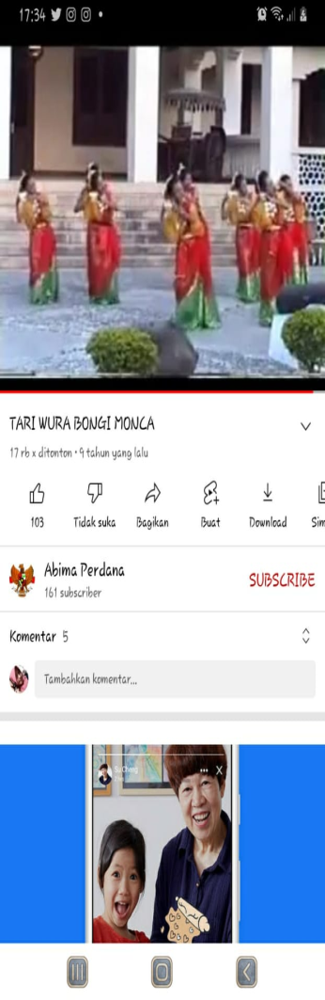 17:34
TARI WURA BONGI MONCA
17 rb x ditonton • 9 tahun yang lalu
103 Tidak suka Bagikan Buat Download Sim
Abima Perdana
161 subscriber
SUBSCRIBE
Komentar 5
Tambahkan komentar...